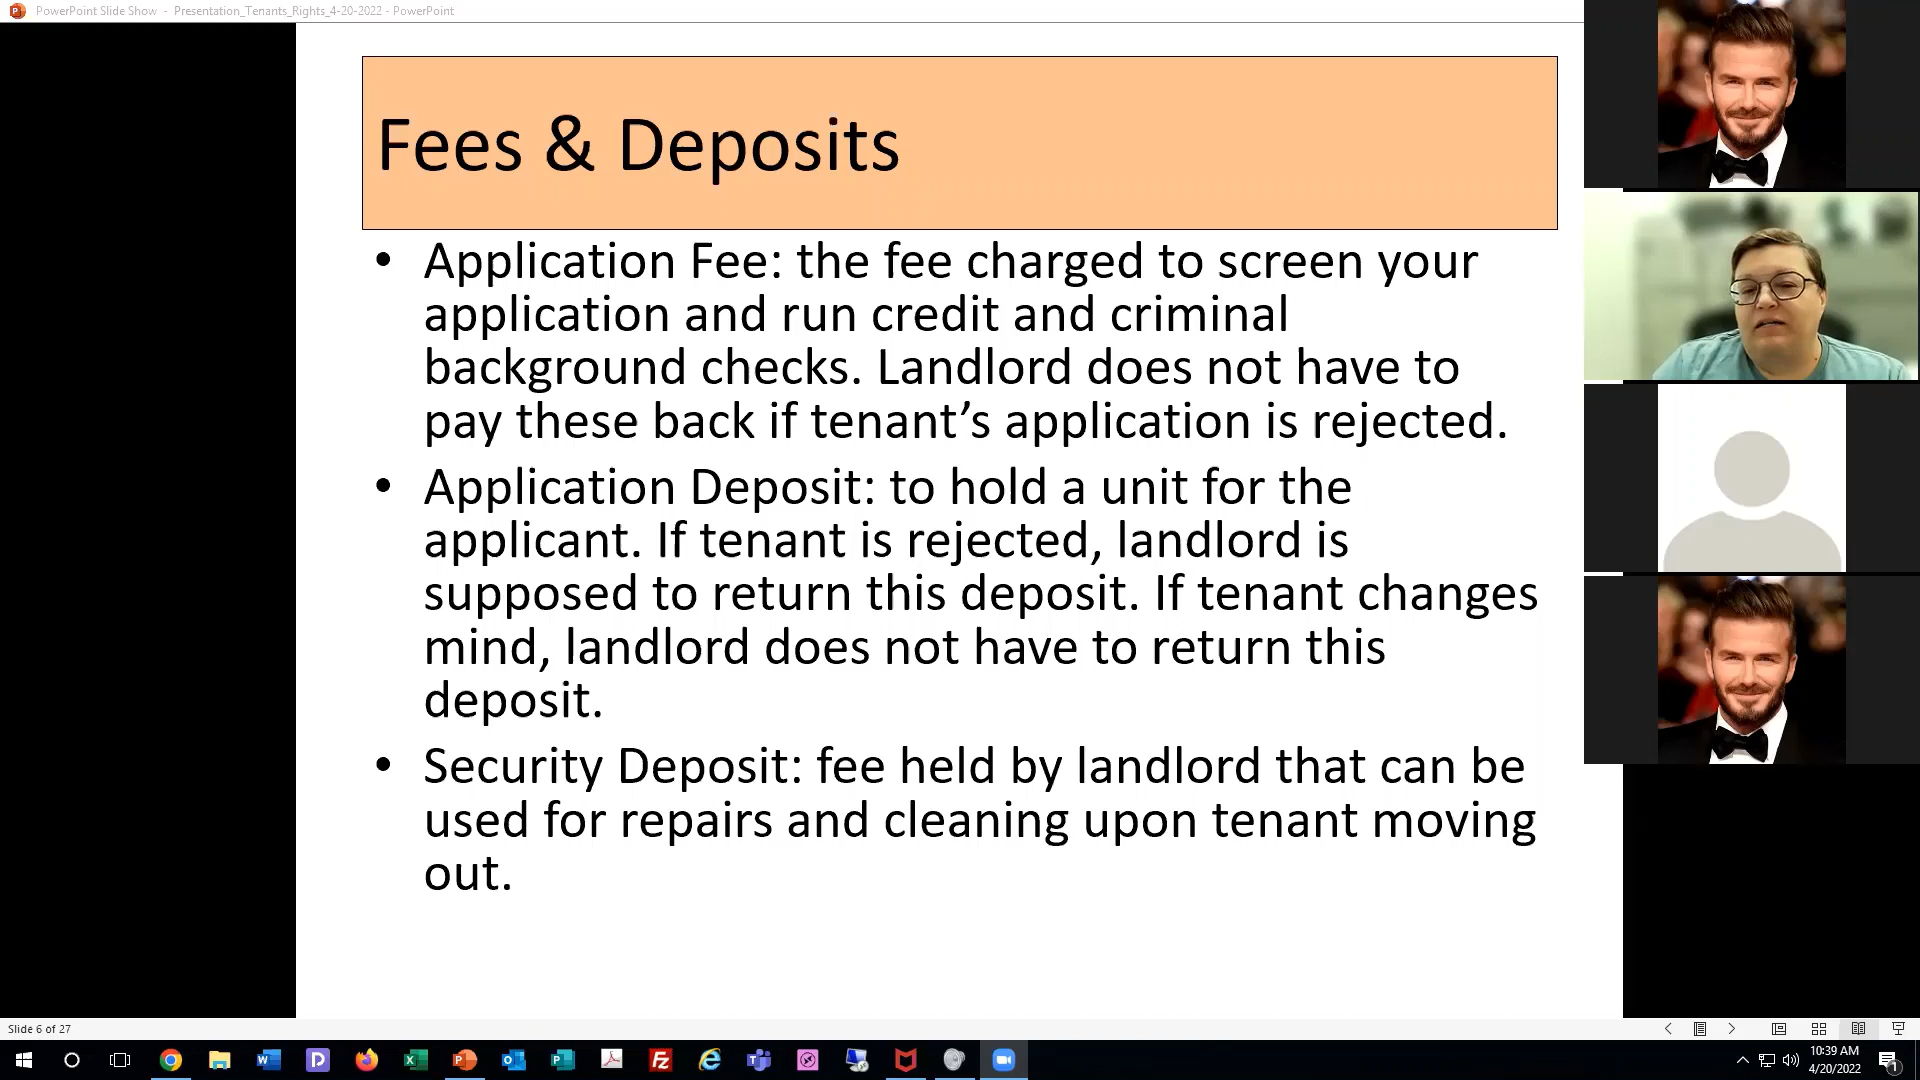 PowerPoint Slide Show - Presentation_Tenants_Rights_4-20-2022 - PowerPoint
Fees & Deposits
• Application Fee: the fee charged to screen your
application and run credit and criminal
background checks. Landlord does not have to
pay these back if tenant’s application is rejected.
• Application Deposit: to hold a unit for the
applicant. If tenant is rejected, landlord is
supposed to return this deposit. If tenant changes
mind, landlord does not have to return this
deposit.
• Security Deposit: fee held by landlord that can be
used for repairs and cleaning upon tenant moving
out.
Slide 6 of 27
10:39 AM
4/20/2022
1